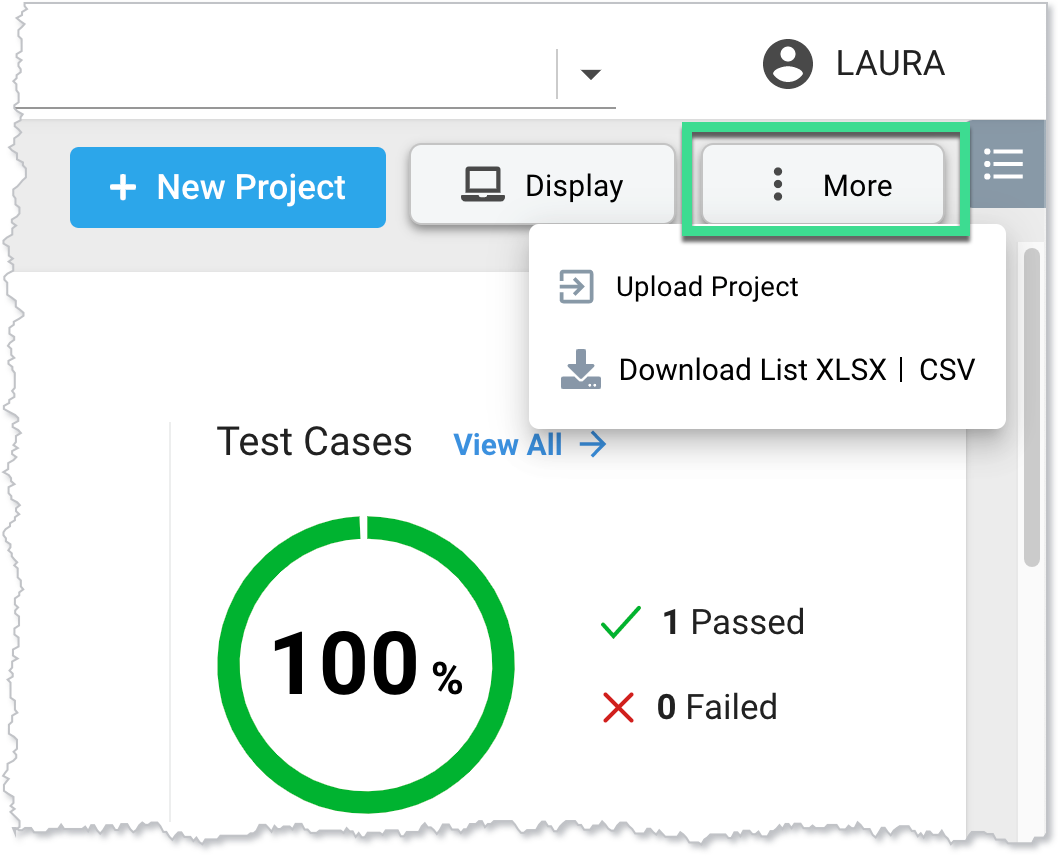 LAURA
+ New Project
Display
More
Upload Project
Download List XLSX | CSV
Test Cases
View All →
100 %
1 Passed
0 Failed